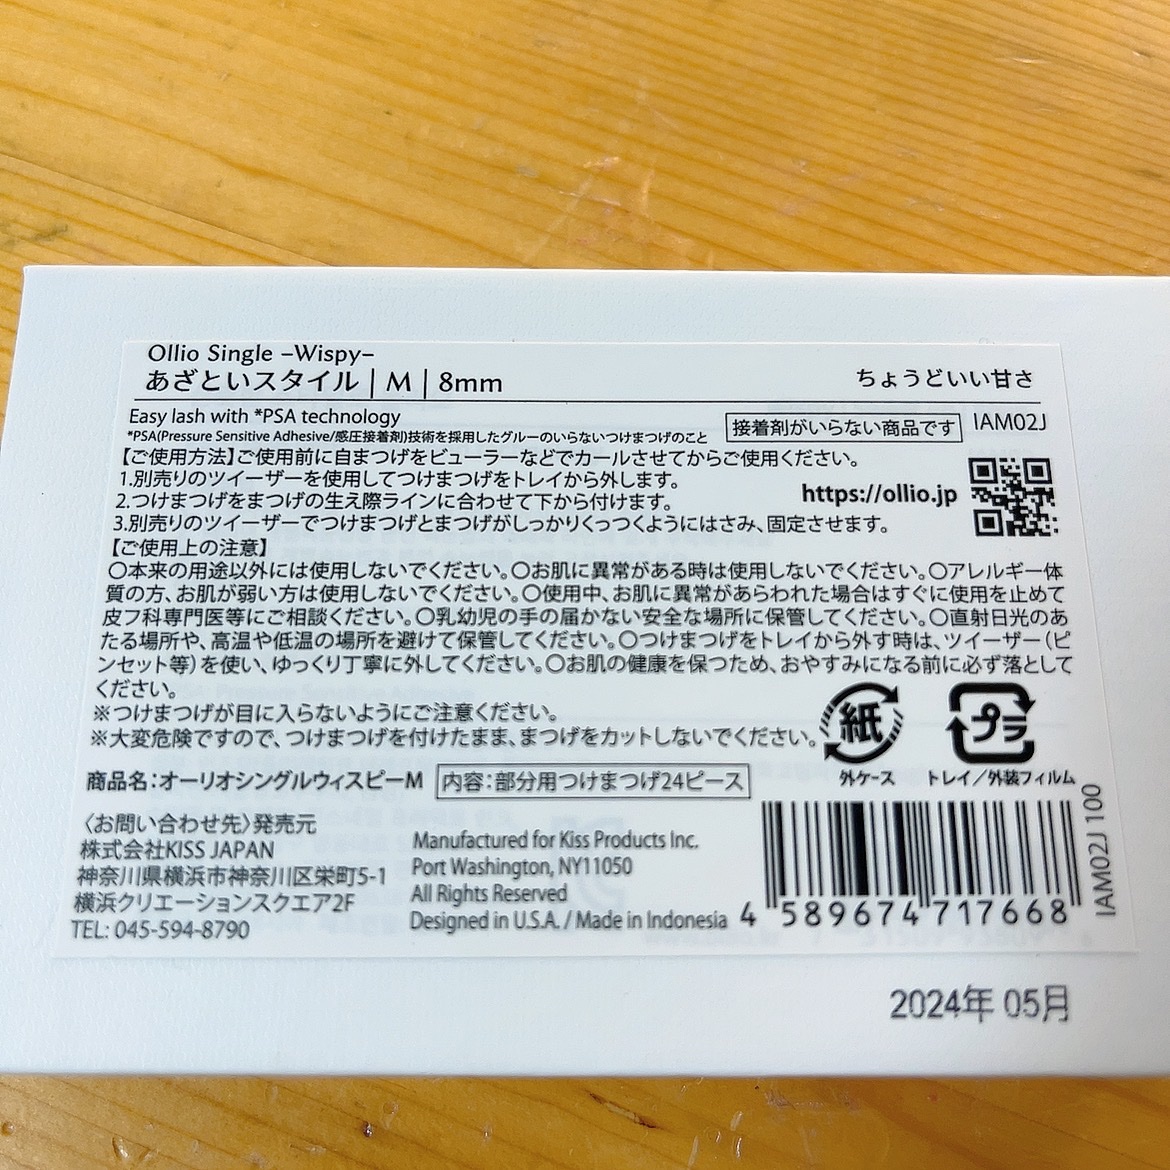 Ollio Single –Wispy–
あざといスタイル | M | 8mm
ちょうどいい甘さ
Easy lash with *PSA technology
*PSA(Pressure Sensitive Adhesive/感圧接着剤)技術を採用したグルーのいらないつけまつげのこと
接着剤がいらない商品です
IAM02J
【ご使用方法】ご使用前に自まつげをビューラーなどでカールさせてからご使用ください。
1.別売りのツイーザーを使用してつけまつげをトレイから外します。
2.つけまつげをまつげの生え際ラインに合わせて下から付けます。
3.別売りのツイーザーでつけまつげとまつげがしっかりくっつくようにはさみ、固定させます。
https://ollio.jp
【ご使用上の注意】
○本来の用途以外には使用しないでください。○お肌に異常がある時は使用しないでください。○アレルギー体
質の方、お肌が弱い方は使用しないでください。○使用中、お肌に異常があらわれた場合はすぐに使用を止めて
皮フ科専門医等にご相談ください。○乳幼児の手の届かない安全な場所に保管してください。○直射日光のあ
たる場所や、高温や低温の場所を避けて保管してください。○つけまつげをトレイから外す時は、ツイーザー(ピ
ンセット等)を使い、ゆっくり丁寧に外してください。○お肌の健康を保つため、おやすみになる前に必ず落として
ください。
※つけまつげが目に入らないようにご注意ください。
※大変危険ですので、つけまつげを付けたまま、まつげをカットしないでください。
紙
外ケース
プラ
トレイ/外装フィルム
商品名:オーリオシングルウィスピーM
内容:部分用つけまつげ24ピース
〈お問い合わせ先〉発売元
株式会社KISS JAPAN
神奈川県横浜市神奈川区栄町5-1
横浜クリエーションスクエア2F
TEL: 045-594-8790
Manufactured for Kiss Products Inc.
Port Washington, NY11050
All Rights Reserved
Designed in U.S.A. / Made in Indonesia
4 589674 717668
IAM02J 100
2024年 05月